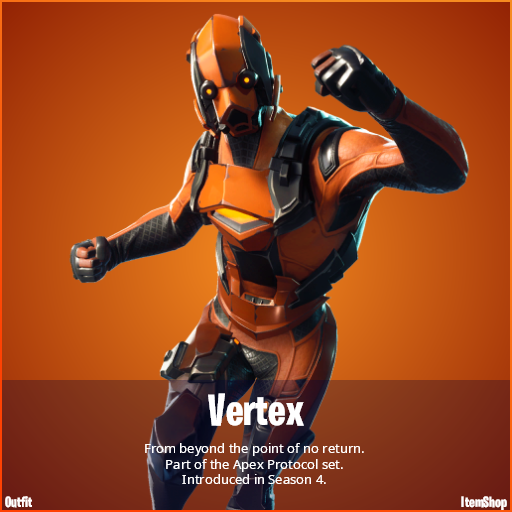 Vertex
From beyond the point of no return.
Part of the Apex Protocol set.
Introduced in Season 4.
Outfit
ItemShop